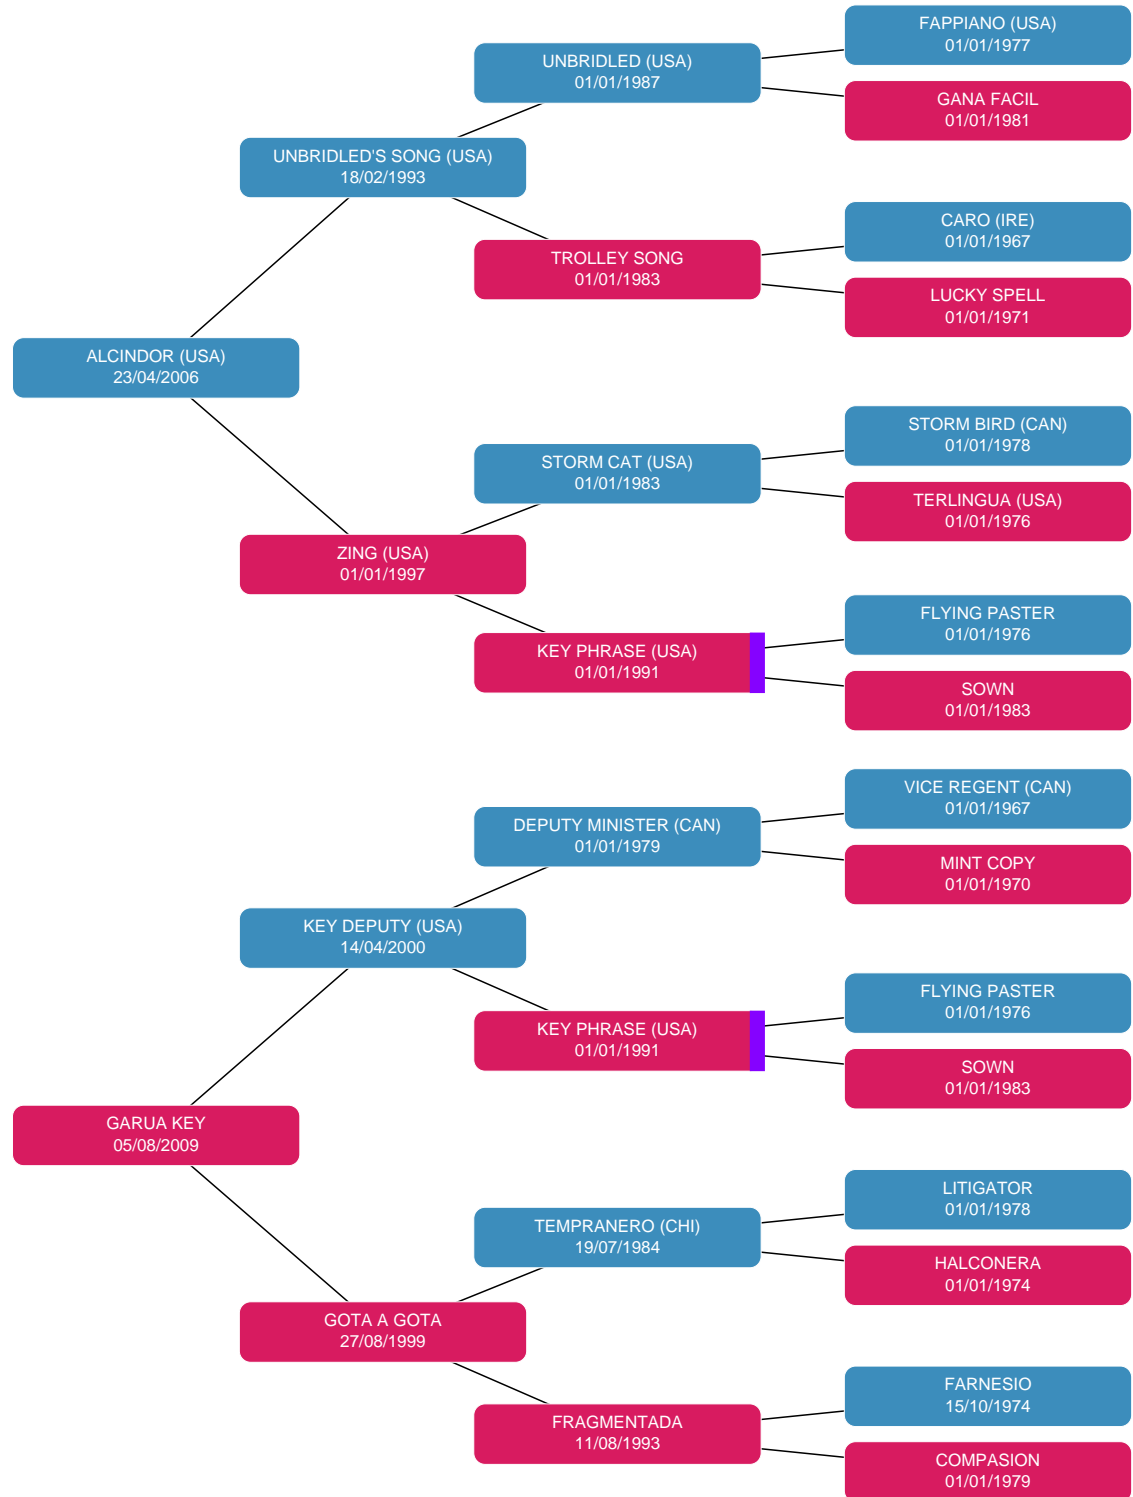 FAPPIANO (USA)
01/01/1977
UNBRIDLED (USA)
01/01/1987
GANA FACIL
01/01/1981
UNBRIDLED'S SONG (USA)
18/02/1993
CARO (IRE)
01/01/1967
TROLLEY SONG
01/01/1983
LUCKY SPELL
01/01/1971
ALCINDOR (USA)
23/04/2006
STORM BIRD (CAN)
01/01/1978
STORM CAT (USA)
01/01/1983
TERLINGUA (USA)
01/01/1976
ZING (USA)
01/01/1997
FLYING PASTER
01/01/1976
KEY PHRASE (USA)
01/01/1991
SOWN
01/01/1983
VICE REGENT (CAN)
01/01/1967
DEPUTY MINISTER (CAN)
01/01/1979
MINT COPY
01/01/1970
KEY DEPUTY (USA)
14/04/2000
FLYING PASTER
01/01/1976
KEY PHRASE (USA)
01/01/1991
SOWN
01/01/1983
GARUA KEY
05/08/2009
LITIGATOR
01/01/1978
TEMPRANERO (CHI)
19/07/1984
HALCONERA
01/01/1974
GOTA A GOTA
27/08/1999
FARNESIO
15/10/1974
FRAGMENTADA
11/08/1993
COMPASION
01/01/1979